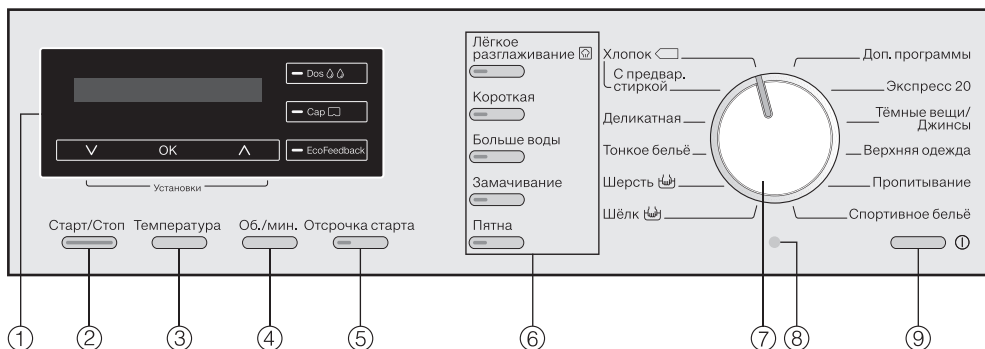 Dos
Cap
EcoFeedback
OK
Установки
Старт/Стоп
Температура
Об./мин.
Отсрочка старта
Лёгкое
разглаживание
Короткая
Больше воды
Замачивание
Пятна
Хлопок
С предвар.
стиркой
Деликатная
Тонкое бельё
Шерсть
Шёлк
Доп. программы
Экспресс 20
Тёмные вещи/
Джинсы
Верхняя одежда
Пропитывание
Спортивное бельё
① ② ③ ④ ⑤ ⑥ ⑦ ⑧ ⑨